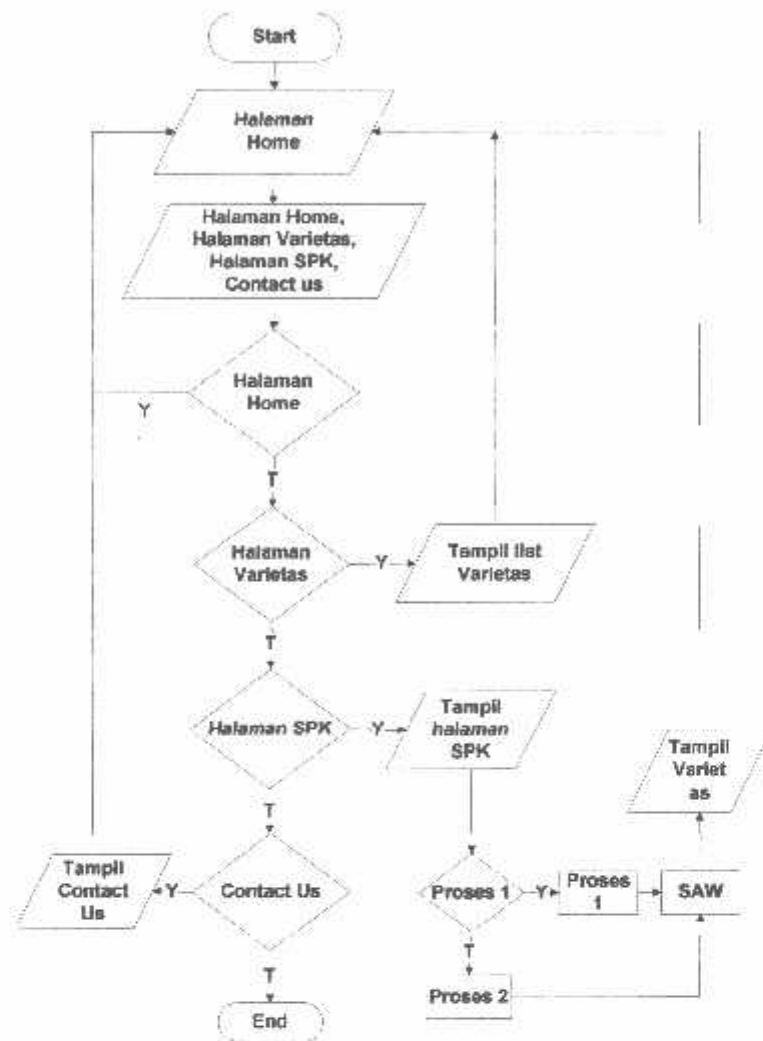 Start
Halaman
Home
Halaman Home,
Halaman Varietas,
Halaman SPK,
Contact us
Halaman
Home
Y
T
Halaman
Varietas
Y
Tampil list
Varietas
T
Halaman SPK
Y
Tampil
halaman
SPK
Tampil
Variet
as
T
Tampil
Contact
Us
Y
Contact Us
Proses 1
Y
Proses
1
SAW
T
T
Proses 2
End